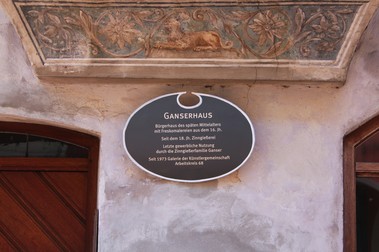 GANSERHAUS
Bürgerhaus des späten Mittelalters
mit Freskomalereien aus dem 16. Jh.
Seit dem 18. Jh. Zinngießerei
Letzte gewerbliche Nutzung
durch die Zinngießerfamilie Ganser
Seit 1973 Galerie der Künstlergemeinschaft
Arbeitskreis 68